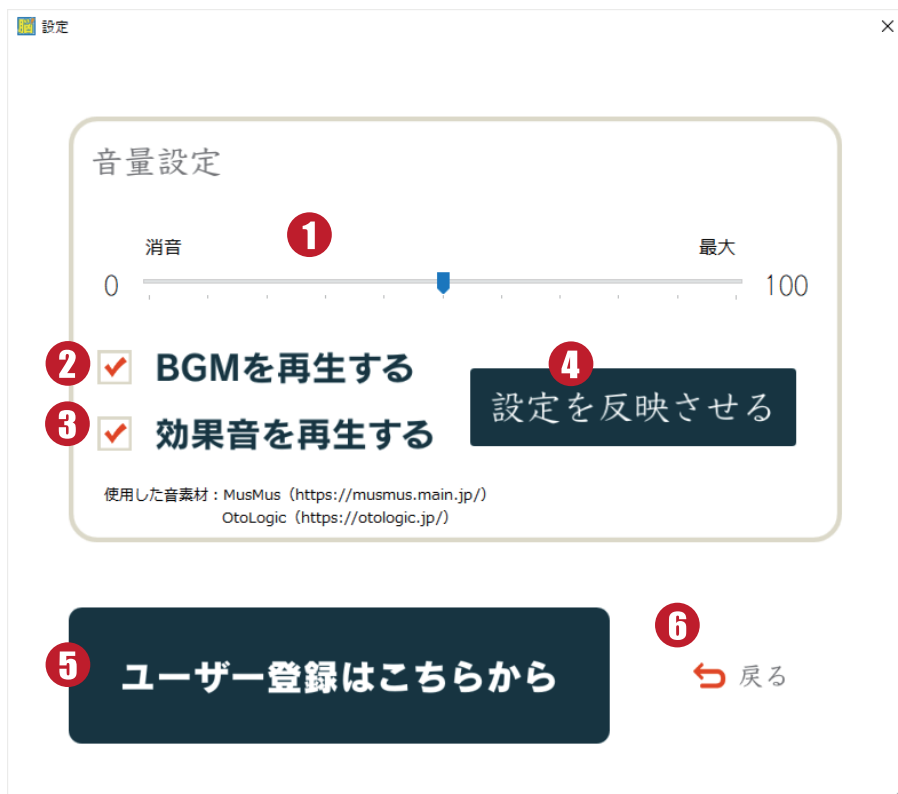 脳 設定
音量設定
1
消音 最大
0 100
2 BGMを再生する
3 効果音を再生する
4
設定を反映させる
使用した音素材：MusMus（https://musmus.main.jp/）
OtoLogic（https://otologic.jp/）
5 ユーザー登録はこちらから
6
戻る